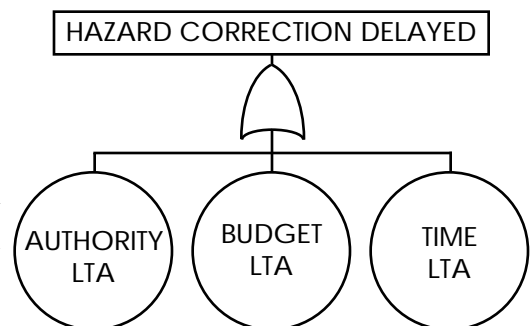 HAZARD CORRECTION DELAYED
AUTHORITY
LTA
BUDGET
LTA
TIME
LTA